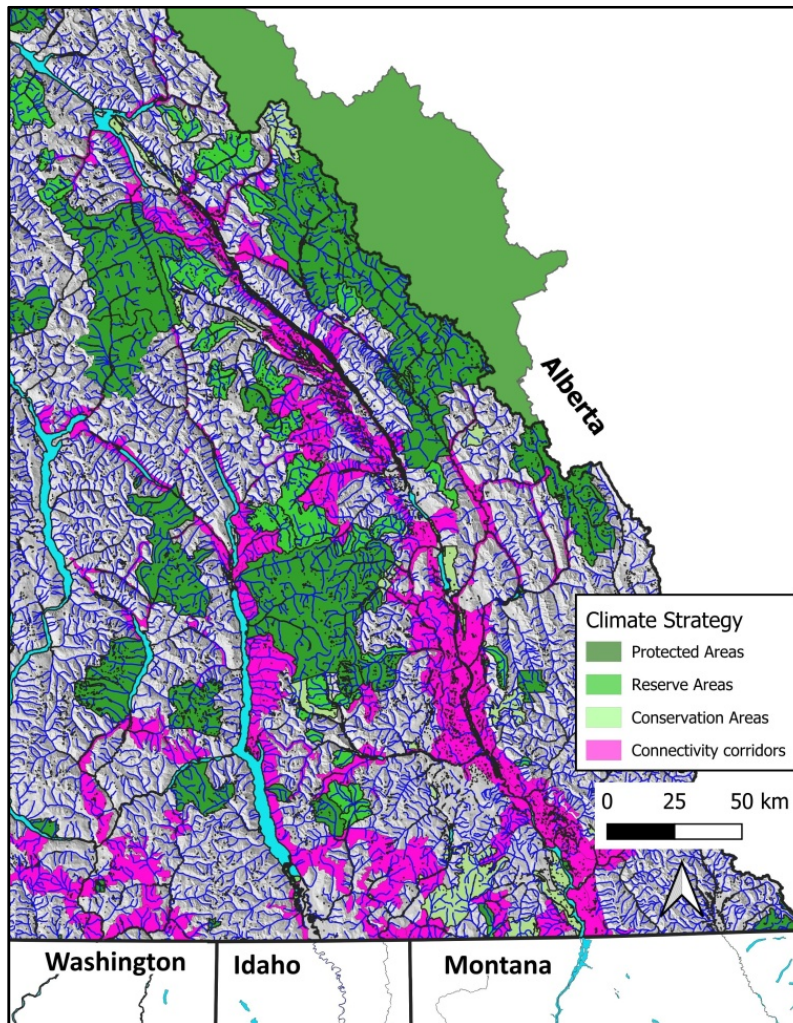 Alberta
Climate Strategy
Protected Areas
Reserve Areas
Conservation Areas
Connectivity corridors
0 25 50 km
Washington Idaho Montana